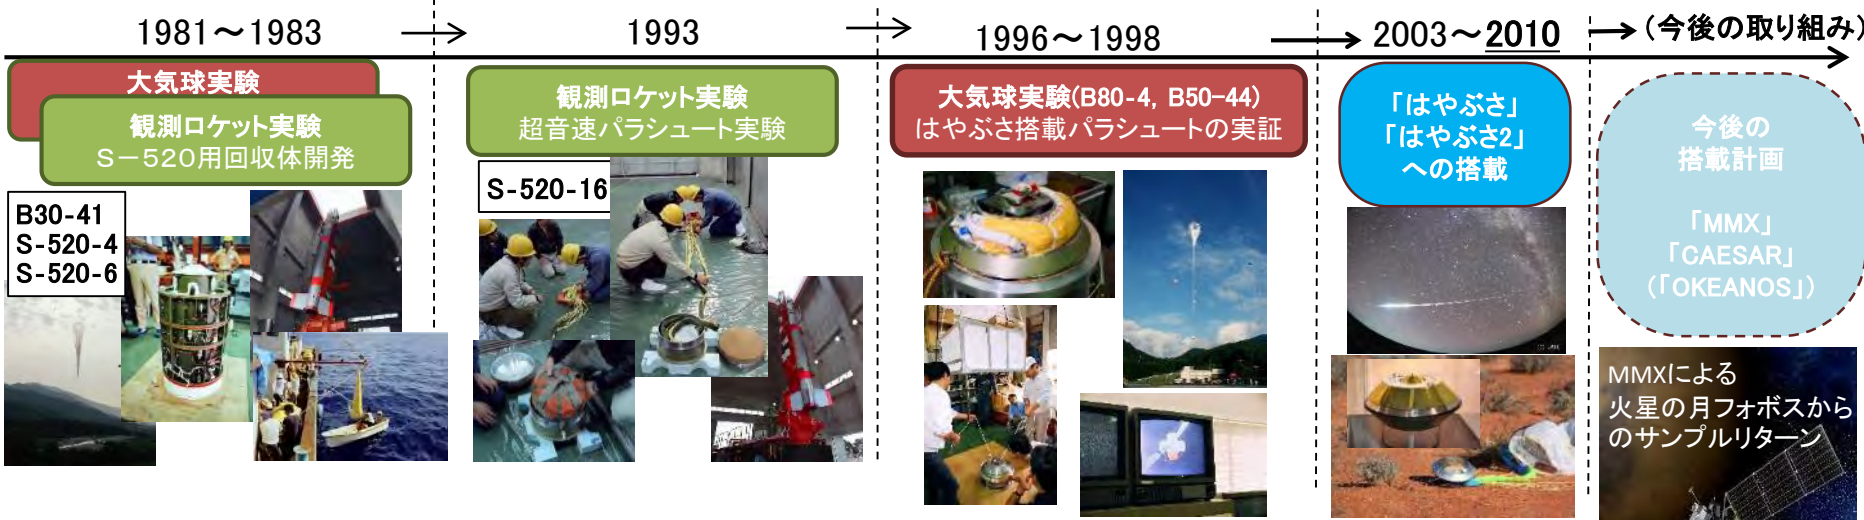 1981～1983
1993
1996～1998
2003～2010
(今後の取り組み)
大気球実験
観測ロケット実験
S－520用回収体開発
B30-41
S-520-4
S-520-6
観測ロケット実験
超音速パラシュート実験
S-520-16
大気球実験(B80-4, B50-44)
はやぶさ搭載パラシュートの実証
「はやぶさ」
「はやぶさ2」
への搭載
今後の
搭載計画
「MMX」
「CAESAR」
(「OKEANOS」)
MMXによる
火星の月フォボスから
のサンプルリターン